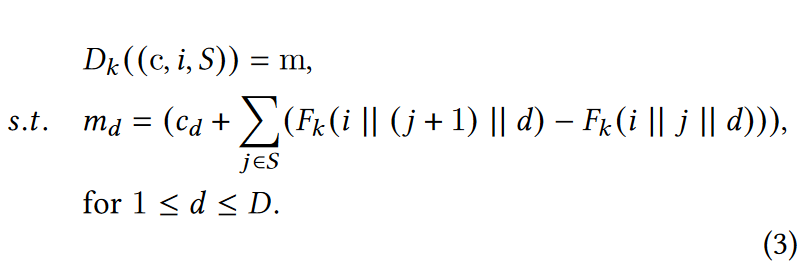 D_k((c, i, S)) = m,
s.t. m_d = (c_d + ∑_{j∈S} (F_k(i || (j + 1) || d) − F_k(i || j || d))),
for 1 ≤ d ≤ D.
(3)